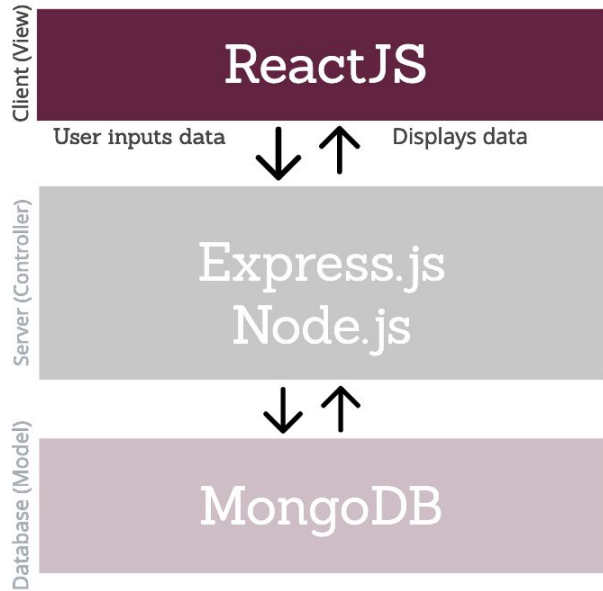 Client (View)
ReactJS
User inputs data
Displays data
Server (Controller)
Express.js
Node.js
Database (Model)
MongoDB